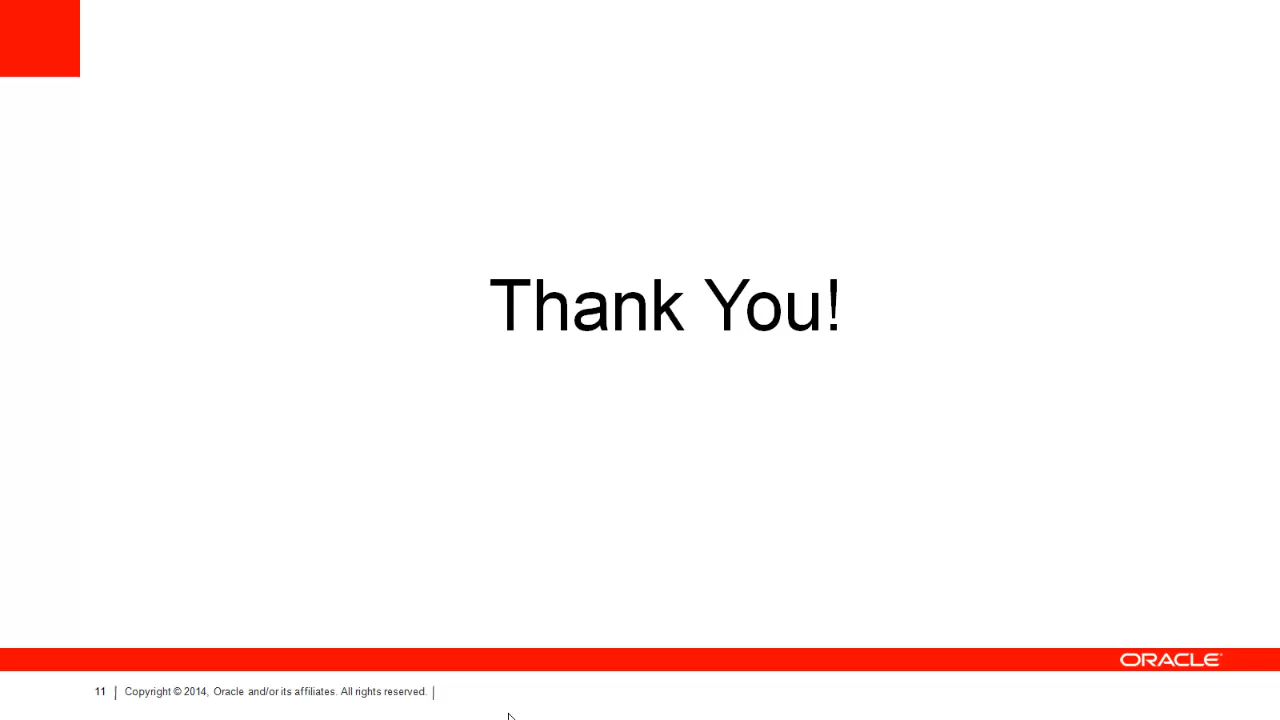 Thank You!
ORACLE
11 | Copyright © 2014, Oracle and/or its affiliates. All rights reserved. |